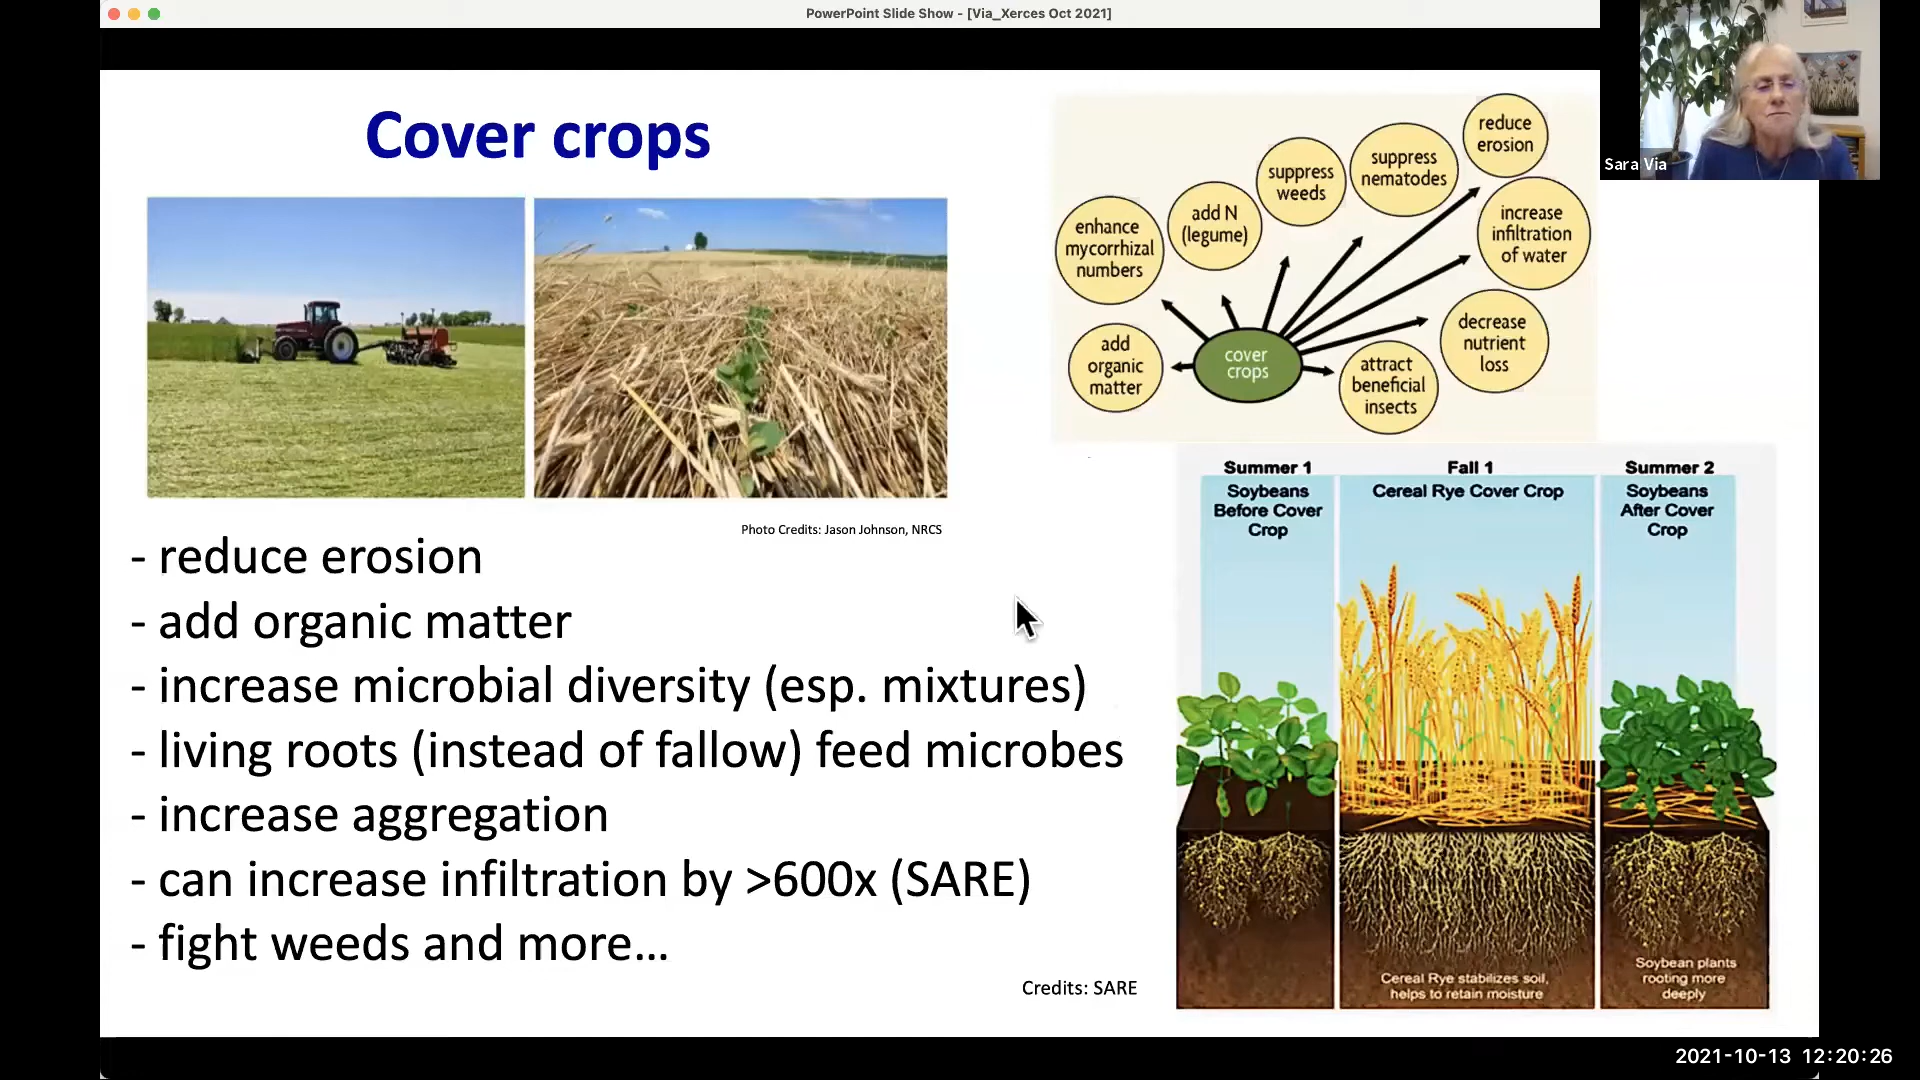 PowerPoint Slide Show - [Via_Xerces Oct 2021]
Sara Via
Cover crops
Photo Credits: Jason Johnson, NRCS
- reduce erosion
- add organic matter
- increase microbial diversity (esp. mixtures)
- living roots (instead of fallow) feed microbes
- increase aggregation
- can increase infiltration by >600x (SARE)
- fight weeds and more...
Credits: SARE
enhance
mycorrhizal
numbers
add N
(legume)
suppress
weeds
suppress
nematodes
reduce
erosion
increase
infiltration
of water
decrease
nutrient
loss
attract
beneficial
insects
add
organic
matter
cover
crops
Summer 1
Soybeans
Before Cover
Crop
Fall 1
Cereal Rye Cover Crop
Cereal Rye stabilizes soil,
helps to retain moisture
Summer 2
Soybeans
After Cover
Crop
Soybean plants
rooting more
deeply
2021-10-13 12:20:26